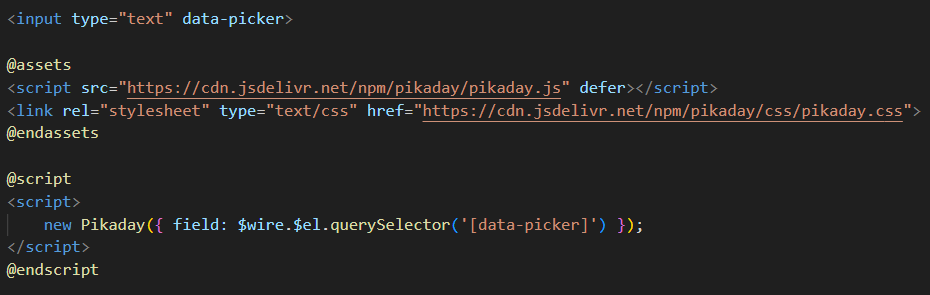 <input type="text" data-picker>
@assets
<script src="https://cdn.jsdelivr.net/npm/pikaday/pikaday.js" defer></script>
<link rel="stylesheet" type="text/css" href="https://cdn.jsdelivr.net/npm/pikaday/css/pikaday.css">
@endassets
@script
<script>
    new Pikaday({ field: $wire.$el.querySelector('[data-picker]') });
</script>
@endscript